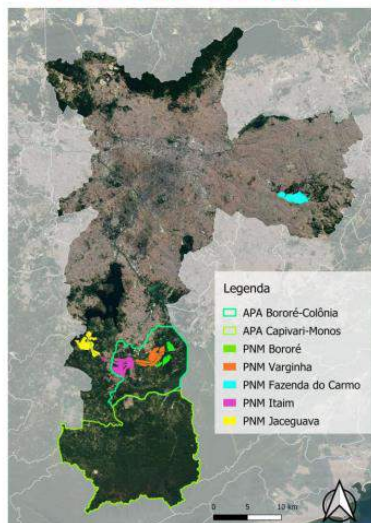 Legenda
APA Bororé-Colônia
APA Capivari-Monos
PNM Bororé
PNM Varginha
PNM Fazenda do Carmo
PNM Itaim
PNM Jaceguava
0 5 10 km